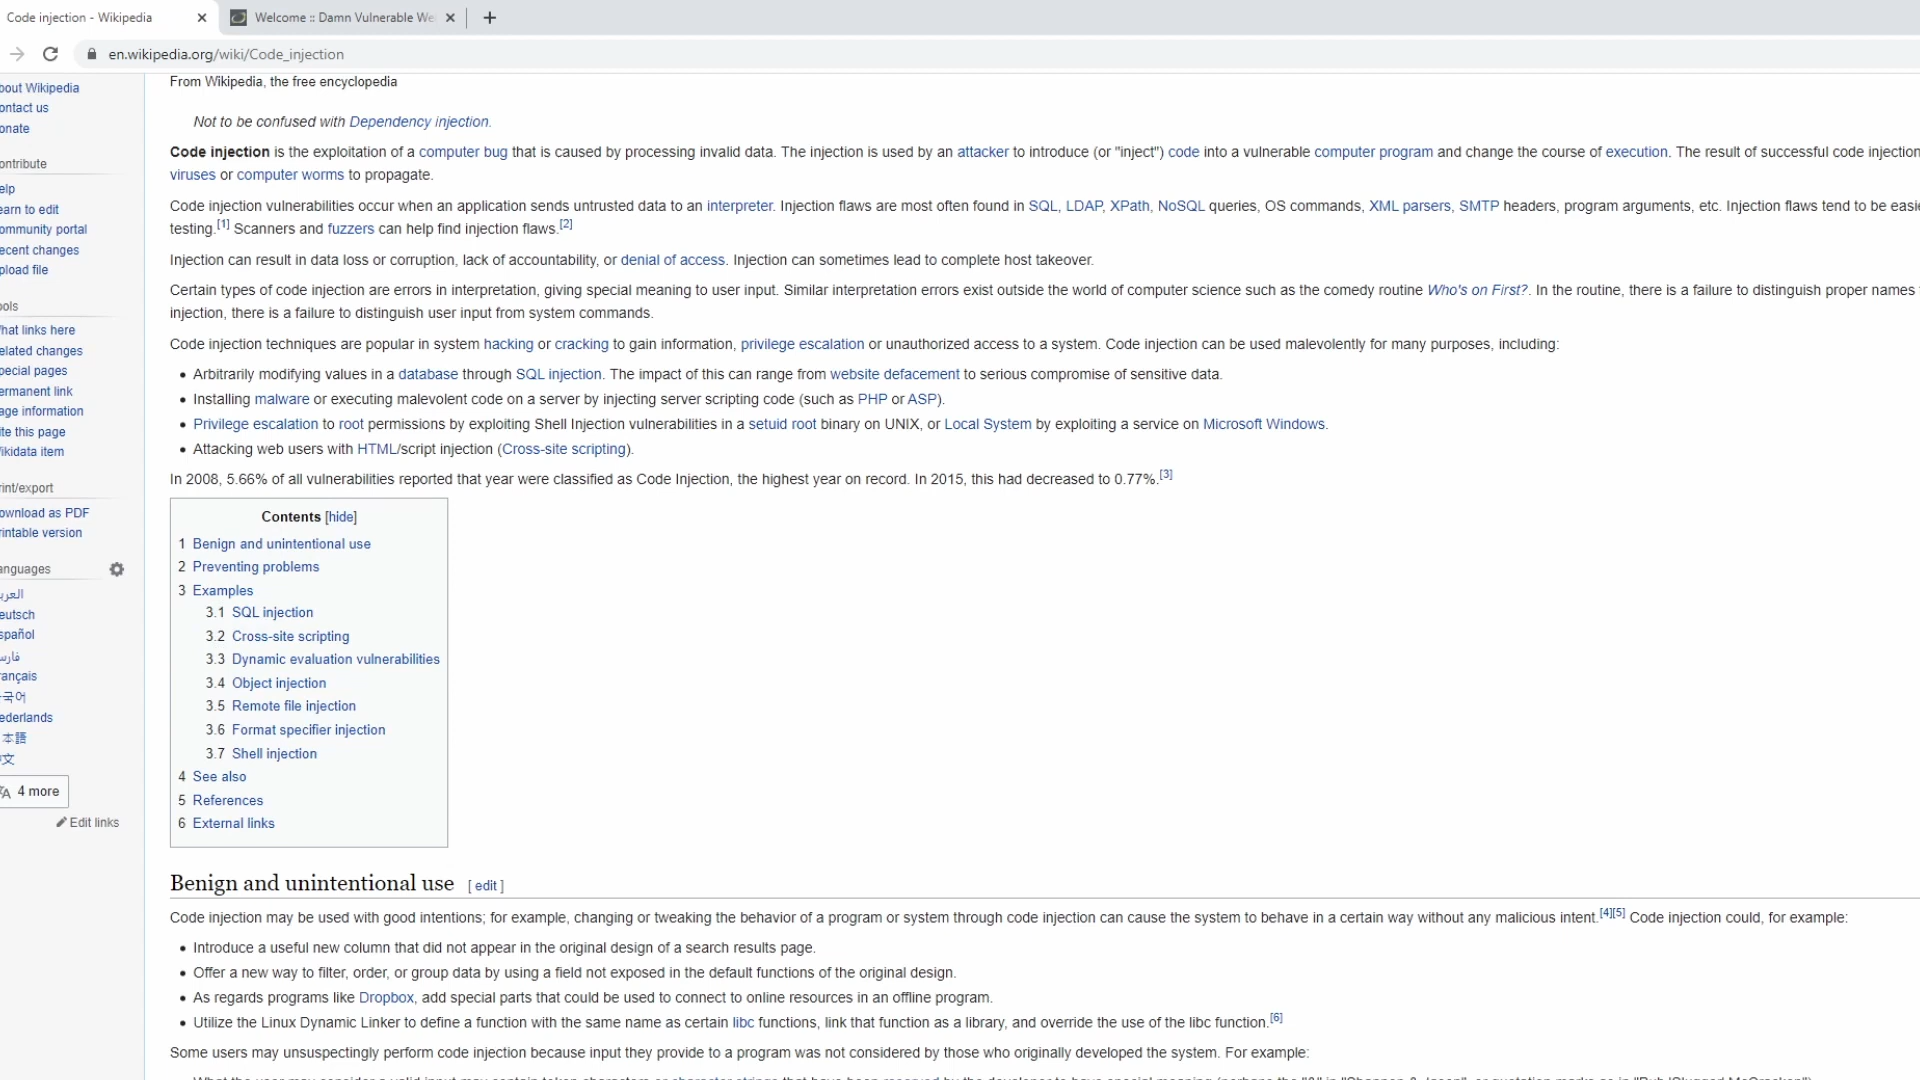 Code injection - Wikipedia
Welcome :: Damn Vulnerable We
en.wikipedia.org/wiki/Code_injection
bout Wikipedia
ontact us
onate
ontribute
elp
earn to edit
ommunity portal
ecent changes
pload file
ools
hat links here
elated changes
pecial pages
ermanent link
age information
ite this page
ikidata item
rint/export
ownload as PDF
rintable version
anguages
العرب
eutsch
spañol
فارس
rançais
국어
ederlands
本語
文
4 more
Edit links
From Wikipedia, the free encyclopedia
Not to be confused with Dependency injection.
Code injection is the exploitation of a computer bug that is caused by processing invalid data. The injection is used by an attacker to introduce (or "inject") code into a vulnerable computer program and change the course of execution. The result of successful code injection
viruses or computer worms to propagate.
Code injection vulnerabilities occur when an application sends untrusted data to an interpreter. Injection flaws are most often found in SQL, LDAP, XPath, NoSQL queries, OS commands, XML parsers, SMTP headers, program arguments, etc. Injection flaws tend to be easie
testing.[1] Scanners and fuzzers can help find injection flaws.[2]
Injection can result in data loss or corruption, lack of accountability, or denial of access. Injection can sometimes lead to complete host takeover.
Certain types of code injection are errors in interpretation, giving special meaning to user input. Similar interpretation errors exist outside the world of computer science such as the comedy routine Who's on First?. In the routine, there is a failure to distinguish proper names
injection, there is a failure to distinguish user input from system commands.
Code injection techniques are popular in system hacking or cracking to gain information, privilege escalation or unauthorized access to a system. Code injection can be used malevolently for many purposes, including:
• Arbitrarily modifying values in a database through SQL injection. The impact of this can range from website defacement to serious compromise of sensitive data.
• Installing malware or executing malevolent code on a server by injecting server scripting code (such as PHP or ASP).
• Privilege escalation to root permissions by exploiting Shell Injection vulnerabilities in a setuid root binary on UNIX, or Local System by exploiting a service on Microsoft Windows.
• Attacking web users with HTML/script injection (Cross-site scripting).
In 2008, 5.66% of all vulnerabilities reported that year were classified as Code Injection, the highest year on record. In 2015, this had decreased to 0.77%.[3]
Contents [hide]
1 Benign and unintentional use
2 Preventing problems
3 Examples
3.1 SQL injection
3.2 Cross-site scripting
3.3 Dynamic evaluation vulnerabilities
3.4 Object injection
3.5 Remote file injection
3.6 Format specifier injection
3.7 Shell injection
4 See also
5 References
6 External links
Benign and unintentional use [ edit ]
Code injection may be used with good intentions; for example, changing or tweaking the behavior of a program or system through code injection can cause the system to behave in a certain way without any malicious intent.[4][5] Code injection could, for example:
• Introduce a useful new column that did not appear in the original design of a search results page.
• Offer a new way to filter, order, or group data by using a field not exposed in the default functions of the original design.
• As regards programs like Dropbox, add special parts that could be used to connect to online resources in an offline program.
• Utilize the Linux Dynamic Linker to define a function with the same name as certain libc functions, link that function as a library, and override the use of the libc function.[6]
Some users may unsuspectingly perform code injection because input they provide to a program was not considered by those who originally developed the system. For example: